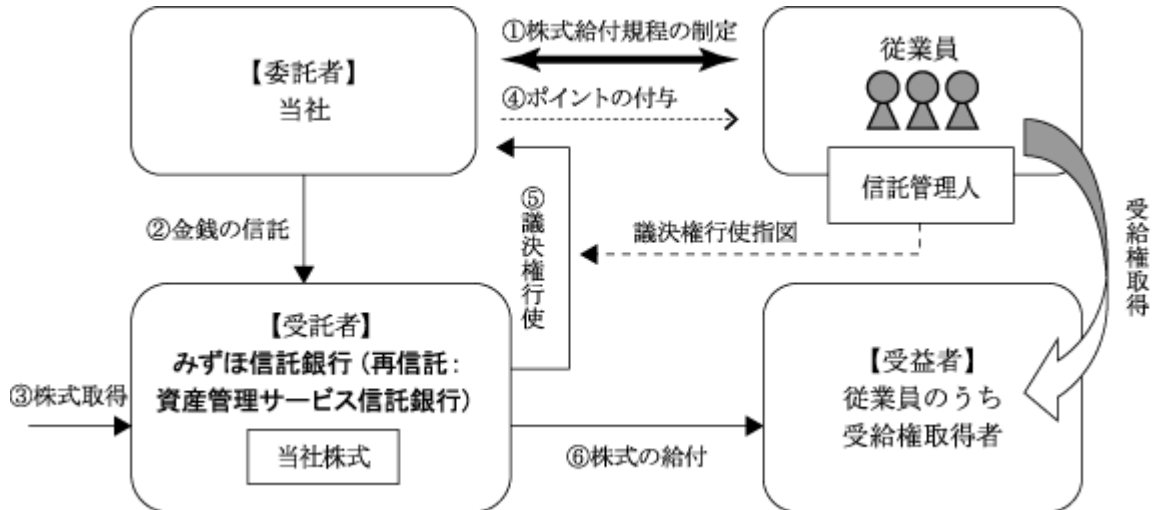 ①株式給付規程の制定
【委託者】
当社
従業員
④ポイントの付与
信託管理人
②金銭の信託
⑤議決権行使
議決権行使指図
受給権取得
【受託者】
みずほ信託銀行（再信託：
資産管理サービス信託銀行）
③株式取得
当社株式
⑥株式の給付
【受益者】
従業員のうち
受給権取得者